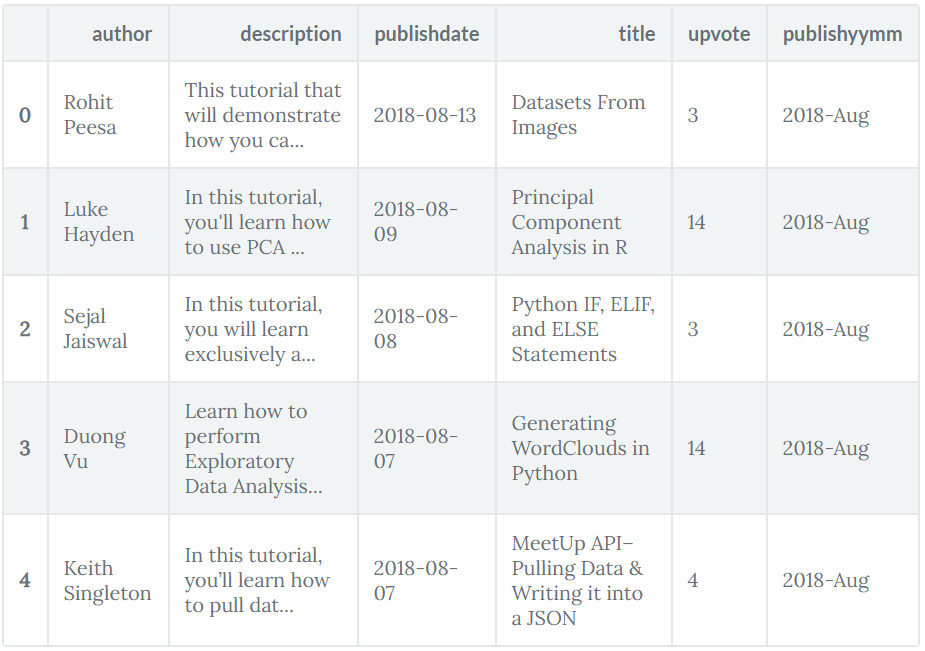 author description publishdate title upvote publishyymm
0 Rohit Peesa This tutorial that will demonstrate how you ca... 2018-08-13 Datasets From Images 3 2018-Aug
1 Luke Hayden In this tutorial, you'll learn how to use PCA ... 2018-08-09 Principal Component Analysis in R 14 2018-Aug
2 Sejal Jaiswal In this tutorial, you will learn exclusively a... 2018-08-08 Python IF, ELIF, and ELSE Statements 3 2018-Aug
3 Duong Vu Learn how to perform Exploratory Data Analysis... 2018-08-07 Generating WordClouds in Python 14 2018-Aug
4 Keith Singleton In this tutorial, you’ll learn how to pull dat... 2018-08-07 MeetUp API– Pulling Data & Writing it into a JSON 4 2018-Aug